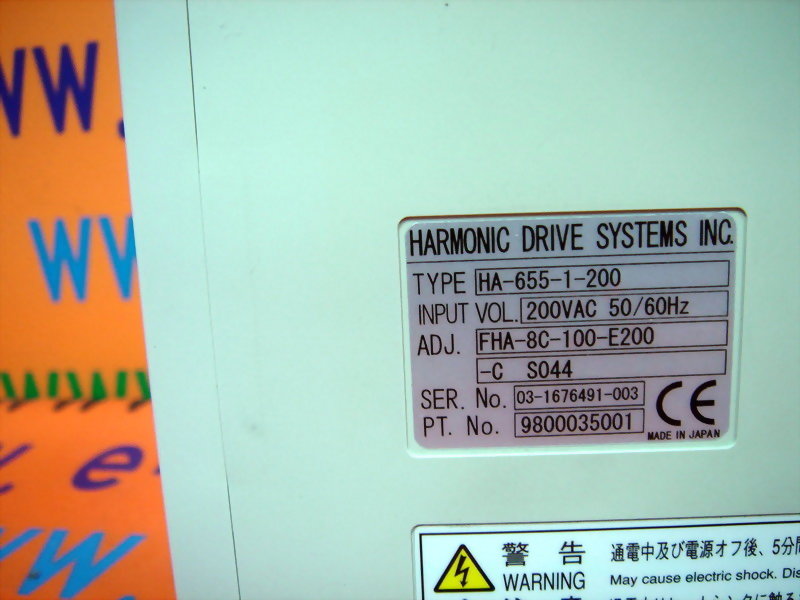 WW.
HARMONIC DRIVE SYSTEMS INC.
TYPE HA-655-1-200
INPUT VOL. 200VAC 50/60Hz
ADJ. FHA-8C-100-E200
-C S044
SER. No. 03-1676491-003
PT. No. 9800035001
CE
MADE IN JAPAN
警 告
WARNING
通電中及び電源オフ後、5分間
May cause electric shock. Dis